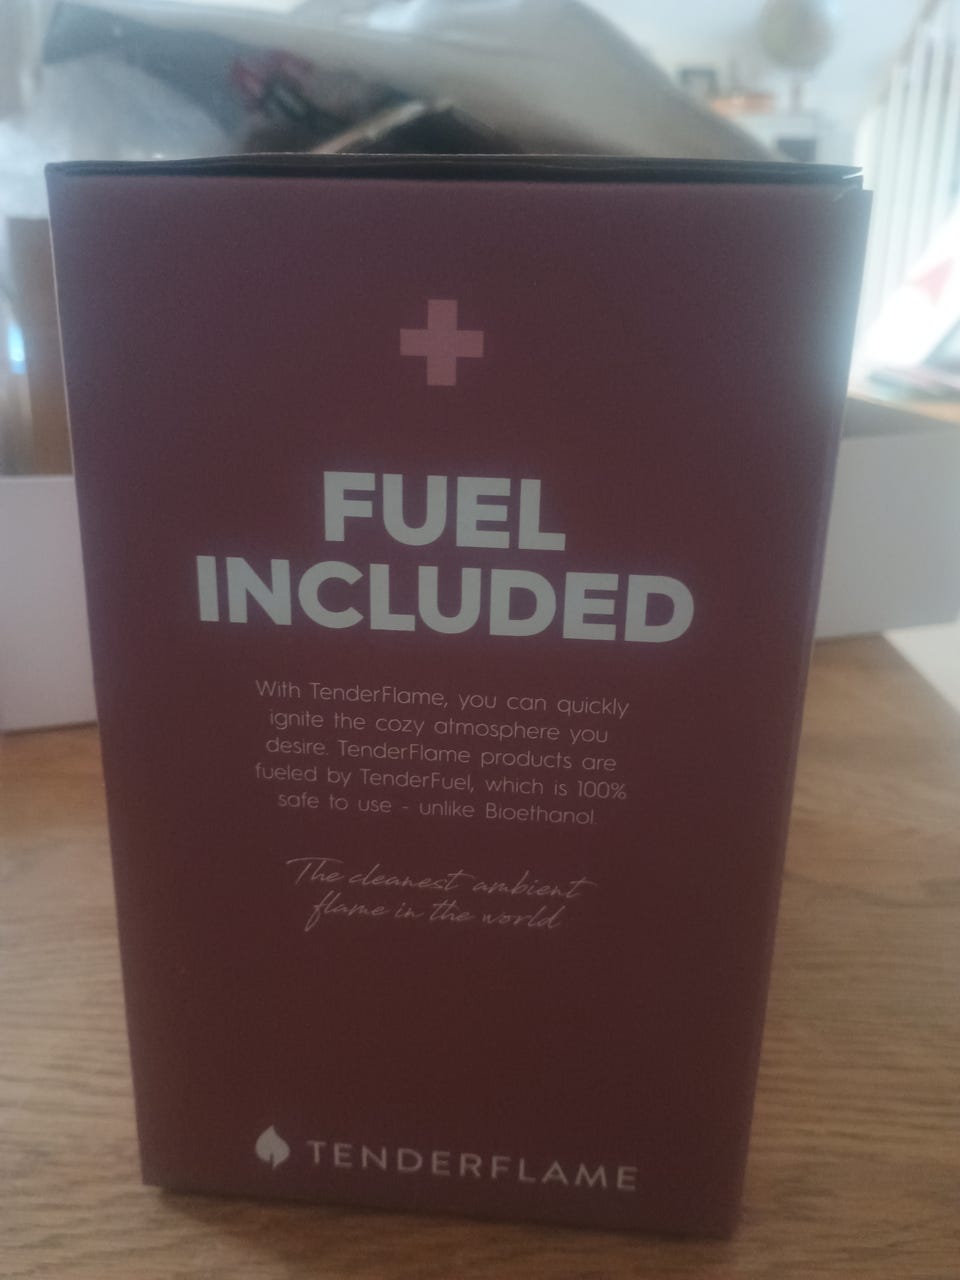 FUEL
INCLUDED
With TenderFlame, you can quickly
ignite the cozy atmosphere you
desire. TenderFlame products are
fueled by TenderFuel, which is 100%
safe to use - unlike Bioethanol.
The cleanest ambient
flame in the world
TENDERFLAME